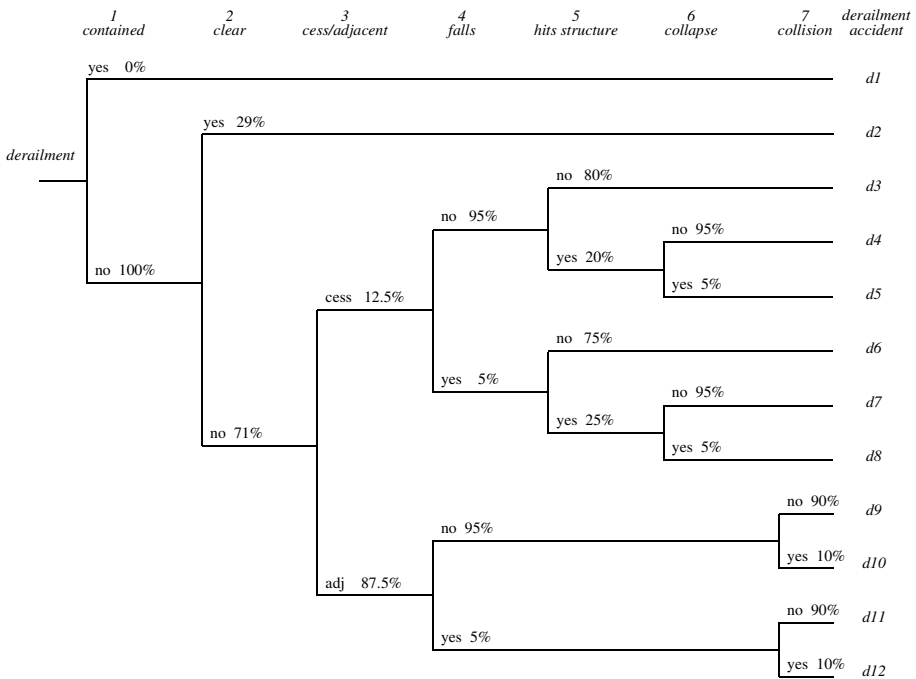 1 2 3 4 5 6 7 derailment
contained clear cess/adjacent falls hits structure collapse collision accident
yes 0%
d1
yes 29%
d2
derailment
no 80%
d3
no 95%
no 95%
d4
yes 20%
no 100%
yes 5%
d5
cess 12.5%
no 75%
d6
yes 5%
no 95%
d7
yes 25%
no 71%
yes 5%
d8
no 90%
d9
no 95%
yes 10%
d10
adj 87.5%
no 90%
d11
yes 5%
yes 10%
d12